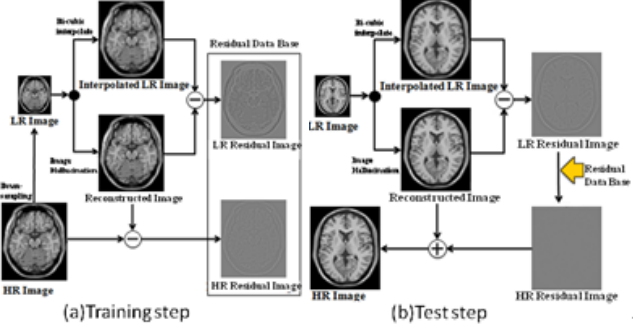 Bi-cubic
interpolate
Interpolated LR Image
LR Image
Image
Hallucination
Reconstructed Image
Down-
sampling
HR Image
Residual Data Base
LR Residual Image
HR Residual Image
(a)Training step
Bi-cubic
interpolate
Interpolated LR Image
LR Image
Image
Hallucination
Reconstructed Image
LR Residual Image
Residual
Data Base
HR Image
HR Residual Image
(b)Test step